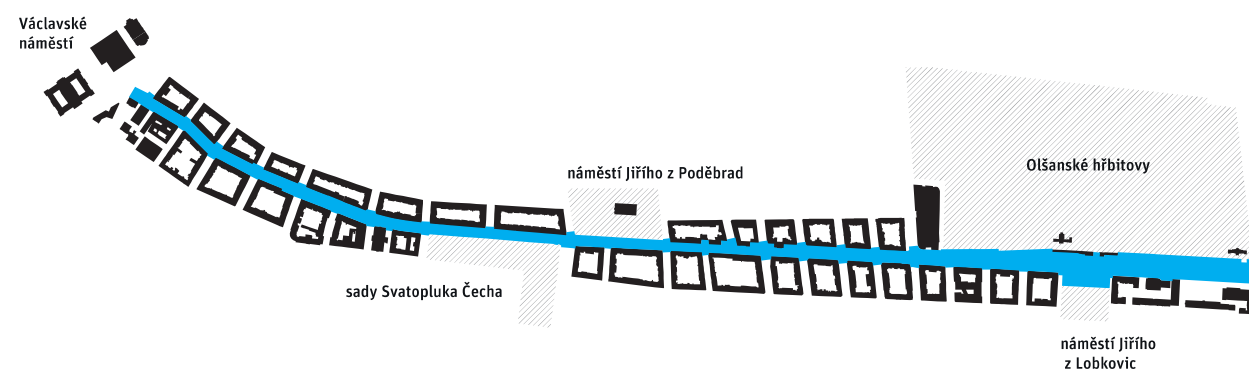 Václavské
náměstí
náměstí Jiřího z Poděbrad
Olšanské hřbitovy
sady Svatopluka Čecha
náměstí Jiřího
z Lobkovic